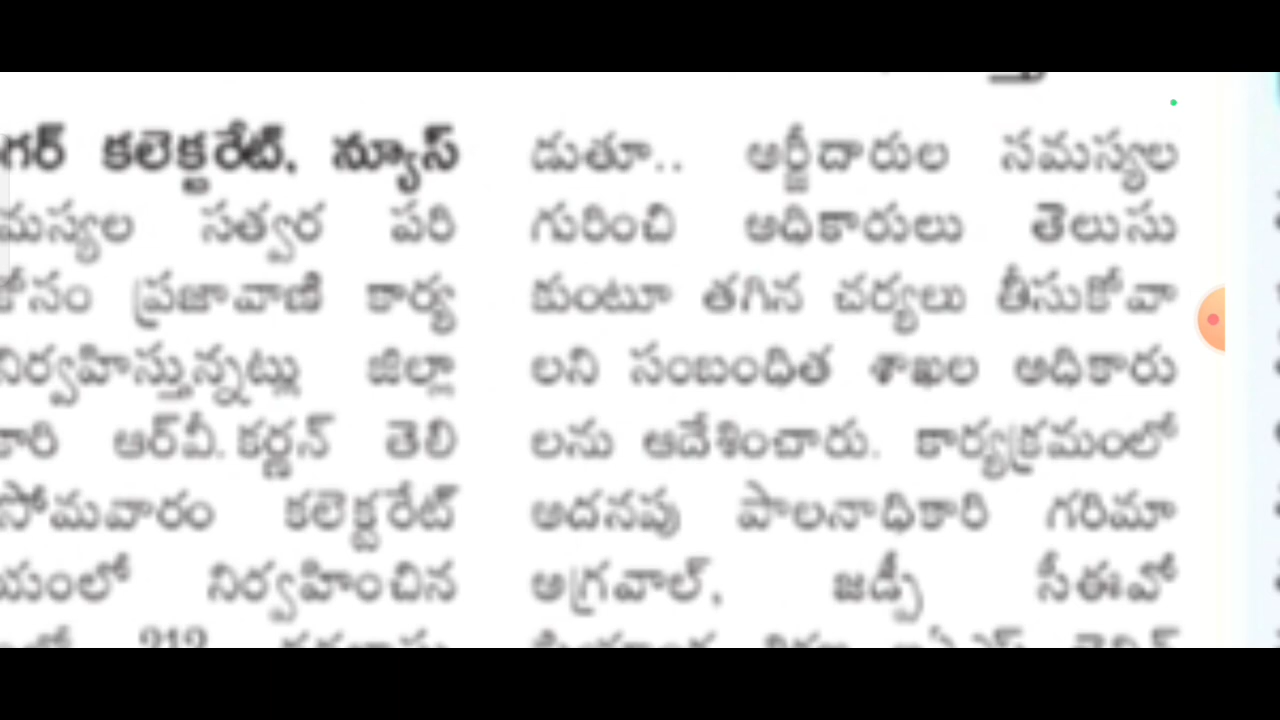 గర్ కలెక్టరేట్, న్యూస్
మస్యల సత్వర పరి
కోసం ప్రజావాణి కార్య
నిర్వహిస్తున్నట్లు జిల్లా
కారి ఆర్‌వీ. కర్ణన్ తెలి
సోమవారం కలెక్టరేట్
యంలో నిర్వహించిన
212
డుతూ.. అర్జీదారుల సమస్యల
గురించి అధికారులు తెలుసు
కుంటూ తగిన చర్యలు తీసుకోవా
లని సంబంధిత శాఖల అధికారు
లను ఆదేశించారు. కార్యక్రమంలో
అదనపు పాలనాధికారి గరిమా
అగ్రవాల్, జడ్పీ సీఈవో